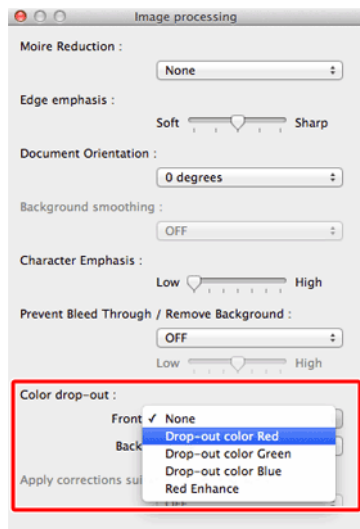 Image processing
Moire Reduction :
None
Edge emphasis :
Soft Sharp
Document Orientation :
0 degrees
Background smoothing :
OFF
Character Emphasis :
Low High
Prevent Bleed Through / Remove Background :
OFF
Low High
Color drop-out :
Front ✓ None
Drop-out color Red
Back Drop-out color Green
Drop-out color Blue
Apply corrections sui
Red Enhance